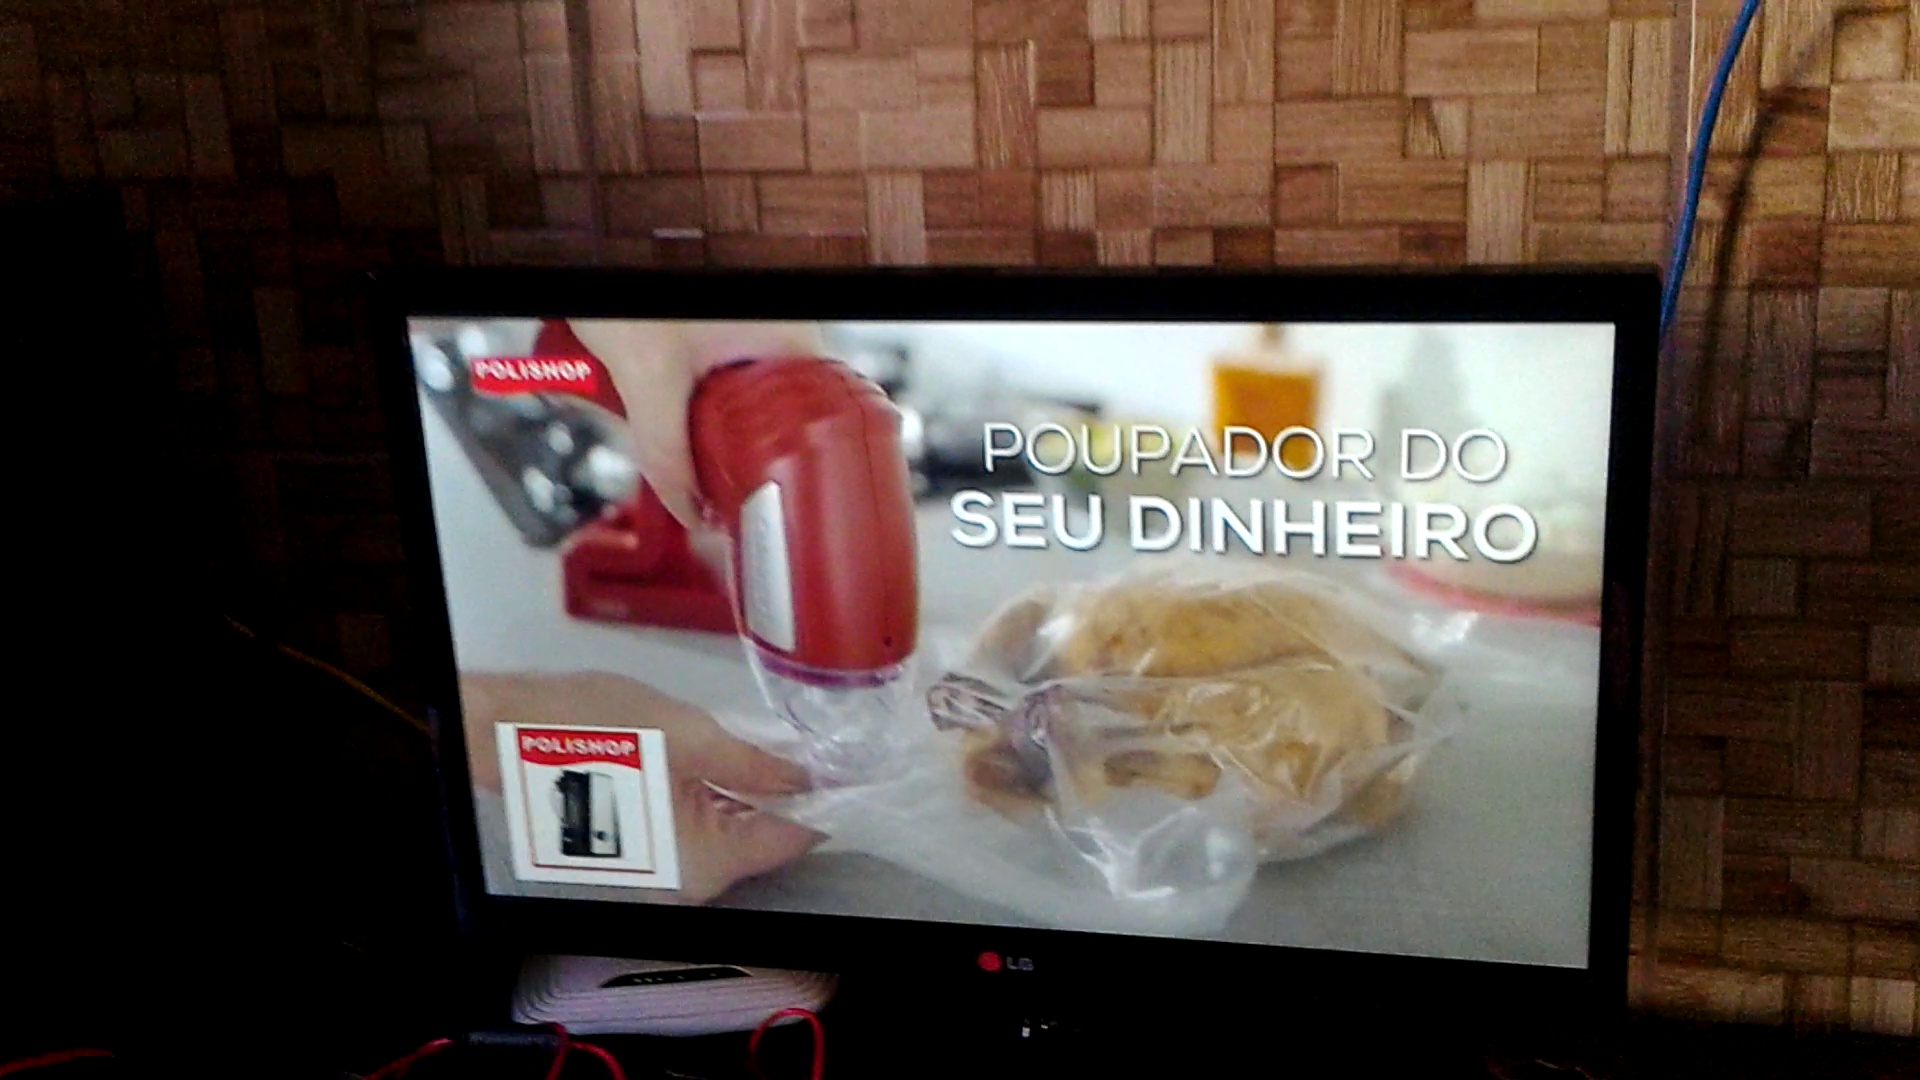 POLISHOP
POUPADOR DO
SEU DINHEIRO
POLISHOP
LG